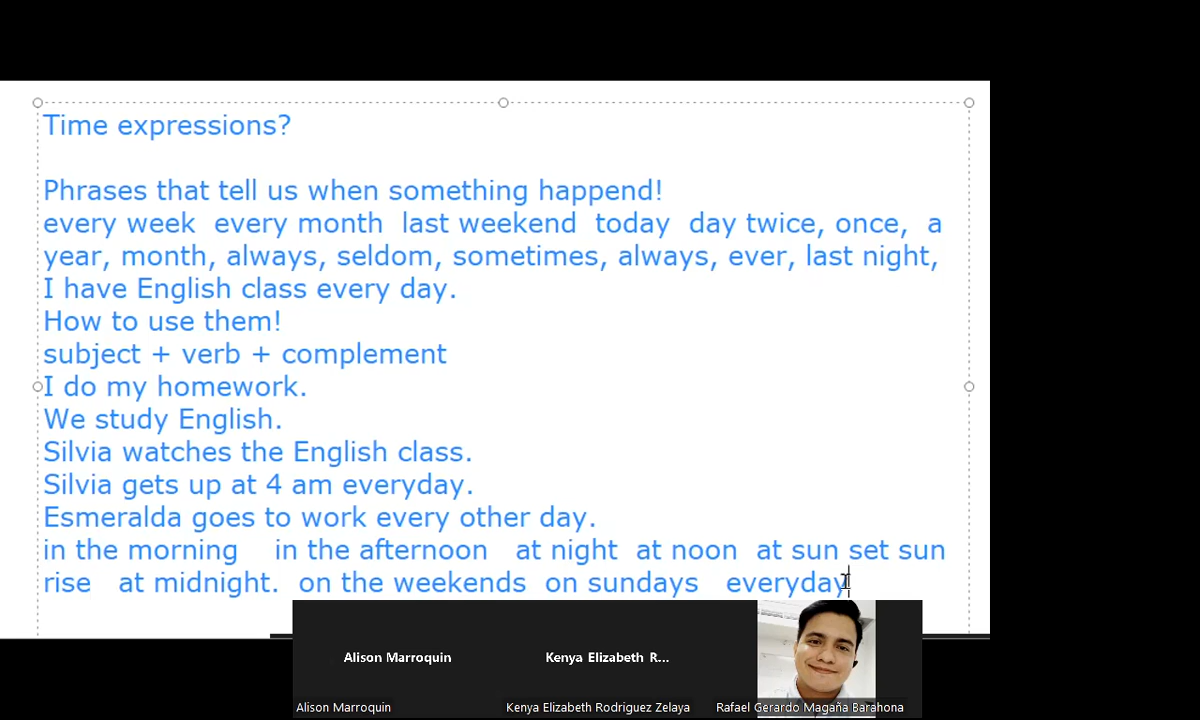 Time expressions?
Phrases that tell us when something happend!
every week every month last weekend today day twice, once, a
year, month, always, seldom, sometimes, always, ever, last night,
I have English class every day.
How to use them!
subject + verb + complement
I do my homework.
We study English.
Silvia watches the English class.
Silvia gets up at 4 am everyday.
Esmeralda goes to work every other day.
in the morning in the afternoon at night at noon at sun set sun
rise at midnight. on the weekends on sundays everyday
Alison Marroquin
Kenya Elizabeth R...
Alison Marroquin
Kenya Elizabeth Rodriguez Zelaya
Rafael Gerardo Magaña Barahona